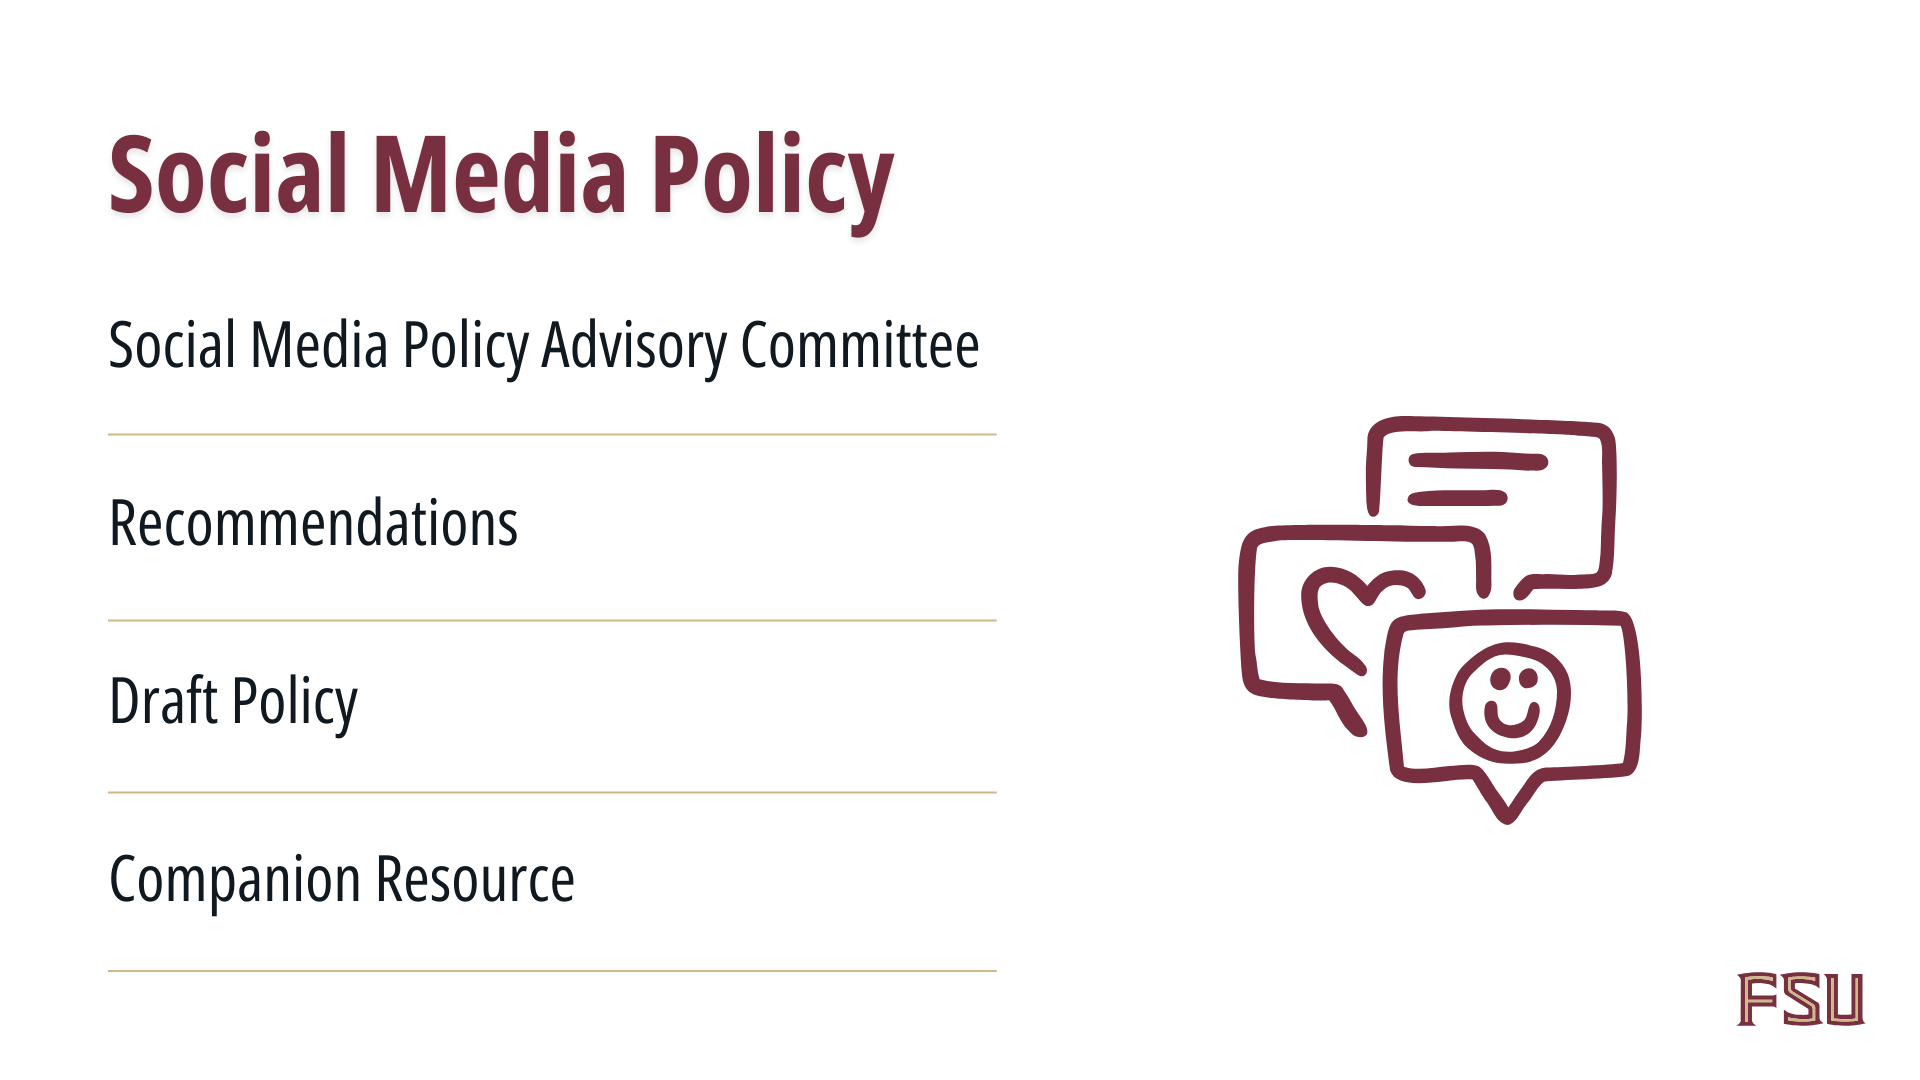 Social Media Policy
Social Media Policy Advisory Committee
Recommendations
Draft Policy
Companion Resource
FSU